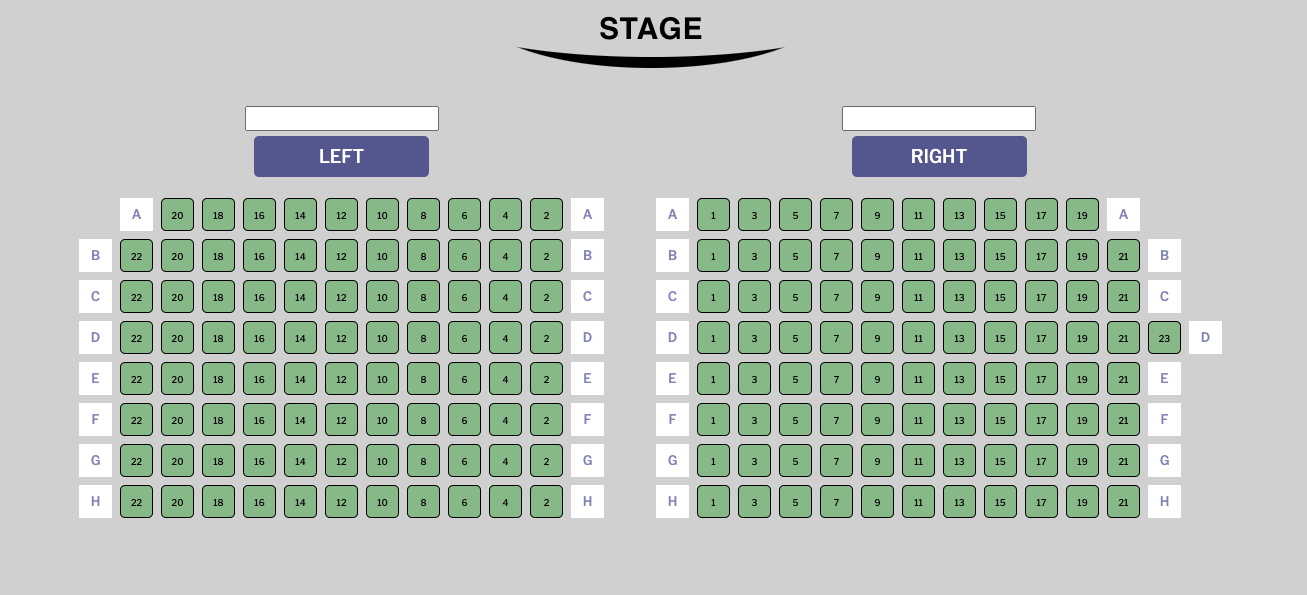 STAGE
LEFT RIGHT
A 20 18 16 14 12 10 8 6 4 2 A A 1 3 5 7 9 11 13 15 17 19 A
B 22 20 18 16 14 12 10 8 6 4 2 B B 1 3 5 7 9 11 13 15 17 19 21 B
C 22 20 18 16 14 12 10 8 6 4 2 C C 1 3 5 7 9 11 13 15 17 19 21 C
D 22 20 18 16 14 12 10 8 6 4 2 D D 1 3 5 7 9 11 13 15 17 19 21 23 D
E 22 20 18 16 14 12 10 8 6 4 2 E E 1 3 5 7 9 11 13 15 17 19 21 E
F 22 20 18 16 14 12 10 8 6 4 2 F F 1 3 5 7 9 11 13 15 17 19 21 F
G 22 20 18 16 14 12 10 8 6 4 2 G G 1 3 5 7 9 11 13 15 17 19 21 G
H 22 20 18 16 14 12 10 8 6 4 2 H H 1 3 5 7 9 11 13 15 17 19 21 H